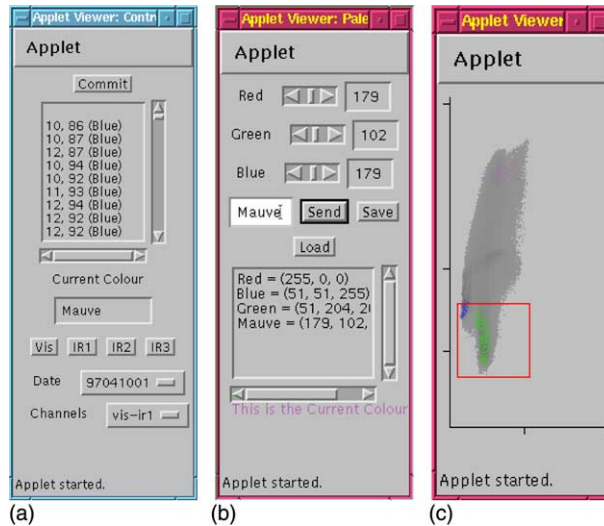 Applet Viewer: Contr
Applet
Commit
10, 86 (Blue)
10, 87 (Blue)
12, 87 (Blue)
10, 94 (Blue)
10, 92 (Blue)
11, 93 (Blue)
12, 94 (Blue)
12, 92 (Blue)
12, 92 (Blue)
Current Colour
Mauve
Vis IR1 IR2 IR3
Date 97041001
Channels vis-ir1
Applet started.
(a)
Applet Viewer: Pale
Applet
Red 179
Green 102
Blue 179
Mauve Send Save
Load
Red = (255, 0, 0)
Blue = (51, 51, 255)
Green = (51, 204, 2
Mauve = (179, 102,
This is the Current Colour
Applet started.
(b)
Applet Viewer
Applet
Applet started.
(c)